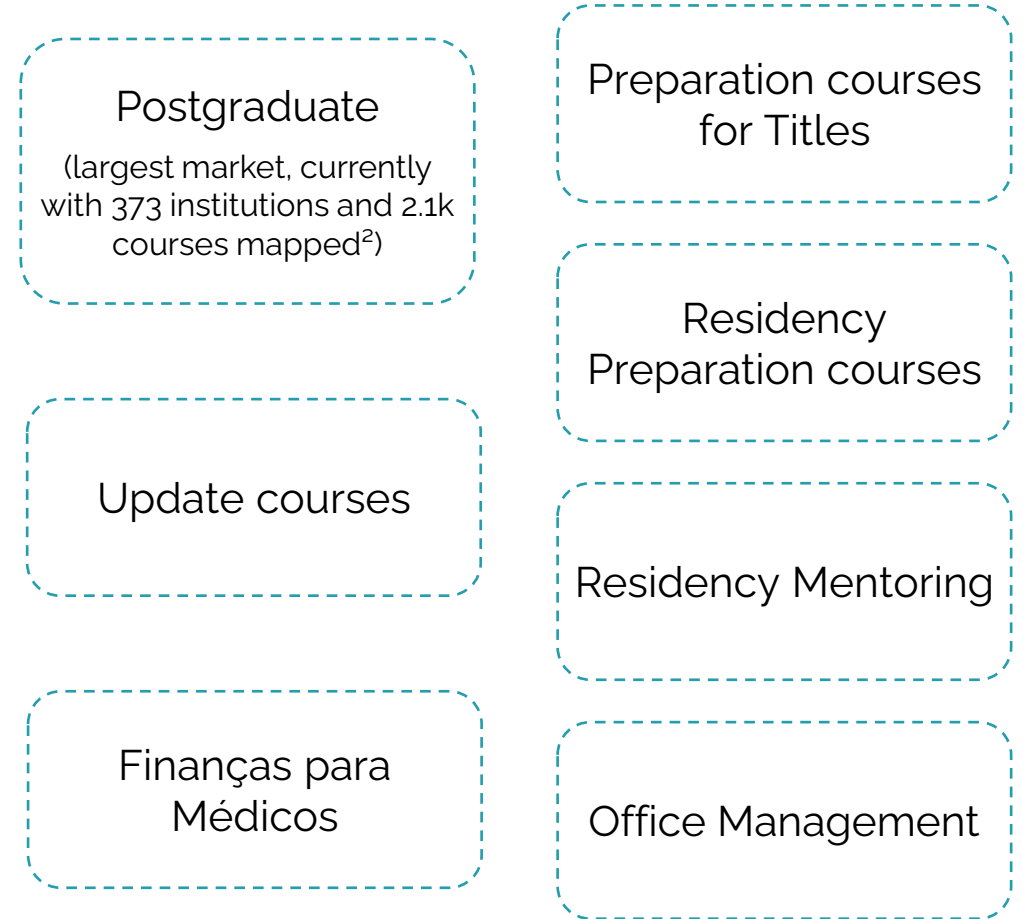 Postgraduate
(largest market, currently
with 373 institutions and 2.1k
courses mapped²)
Update courses
Finanças para
Médicos
Preparation courses
for Titles
Residency
Preparation courses
Residency Mentoring
Office Management